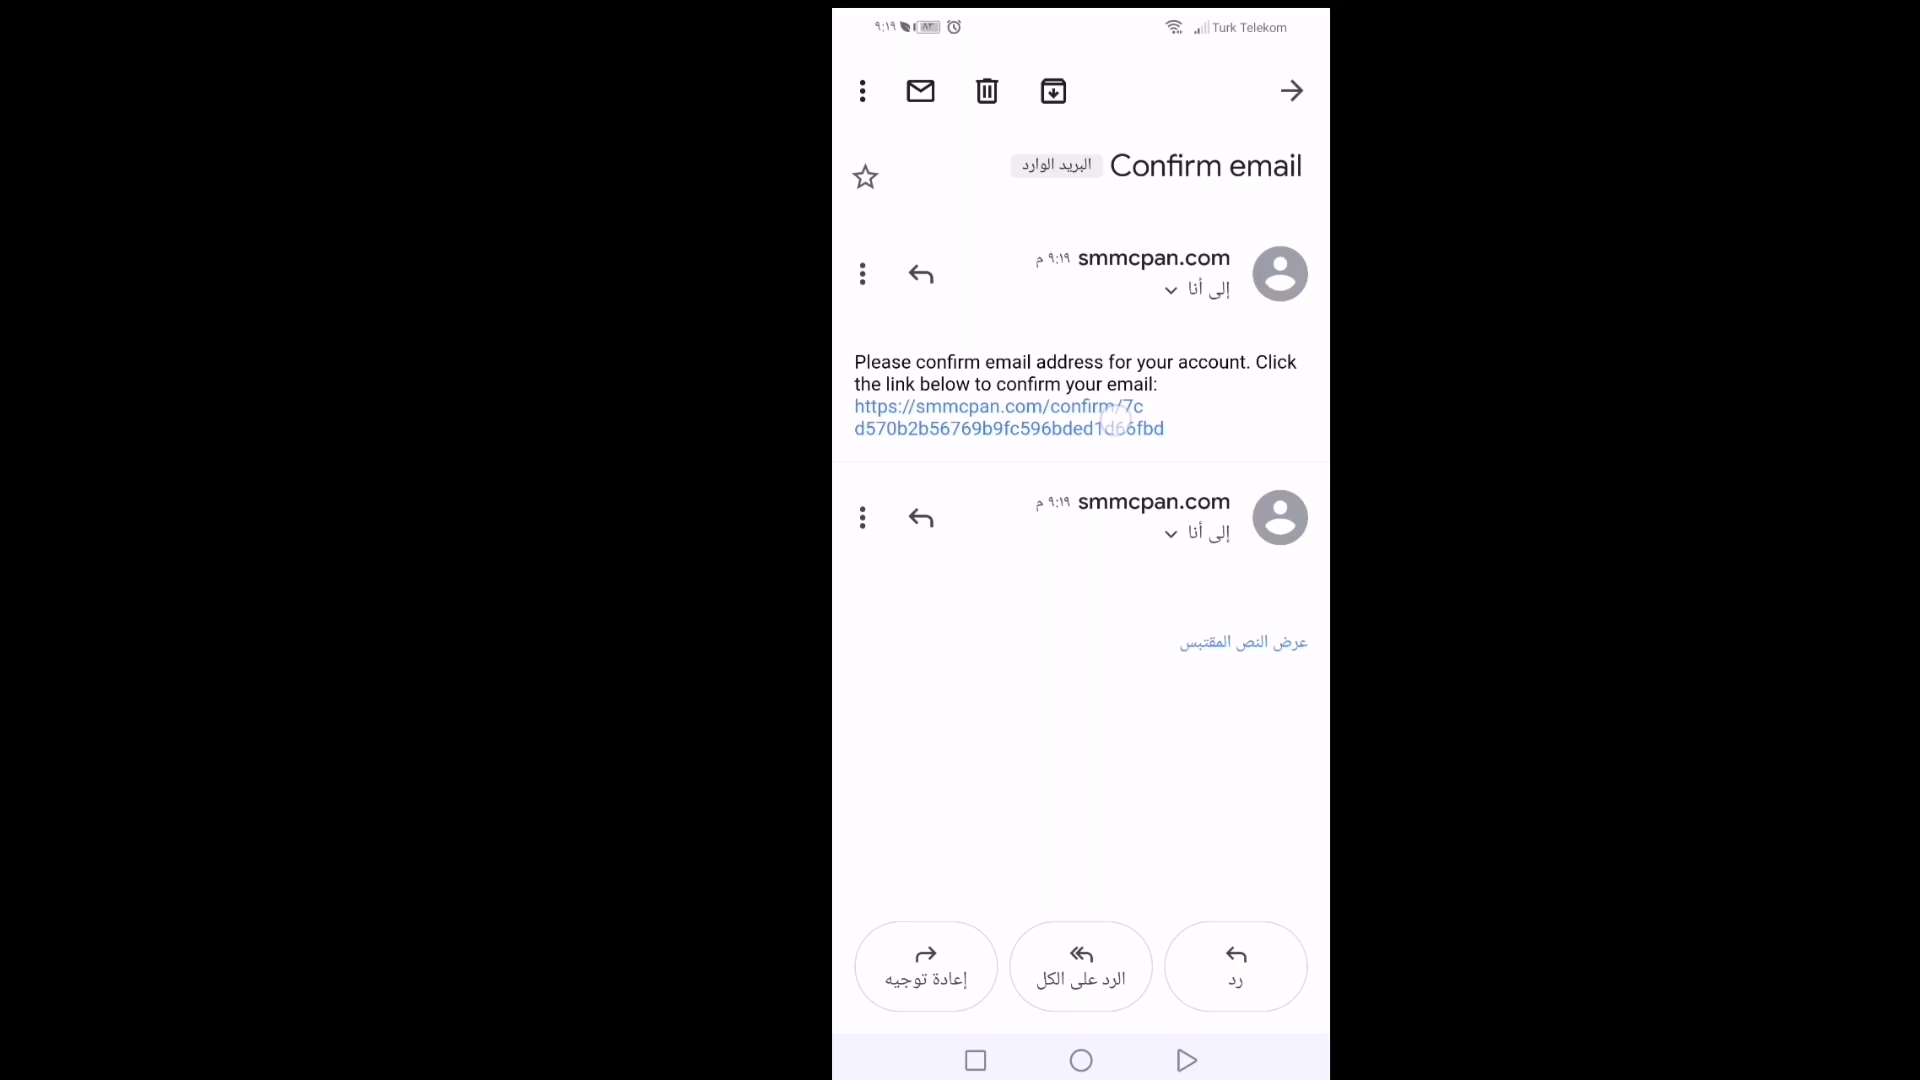 ٩:١٩ ٨٣ Turk Telekom
Confirm email البريد الوارد
smmcpan.com ٩:١٩ م
إلى أنا
Please confirm email address for your account. Click
the link below to confirm your email:
https://smmcpan.com/confirm/7c
d570b2b56769b9fc596bded1d66fbd
smmcpan.com ٩:١٩ م
إلى أنا
عرض النص المقتبس
رد
الرد على الكل
إعادة توجيه